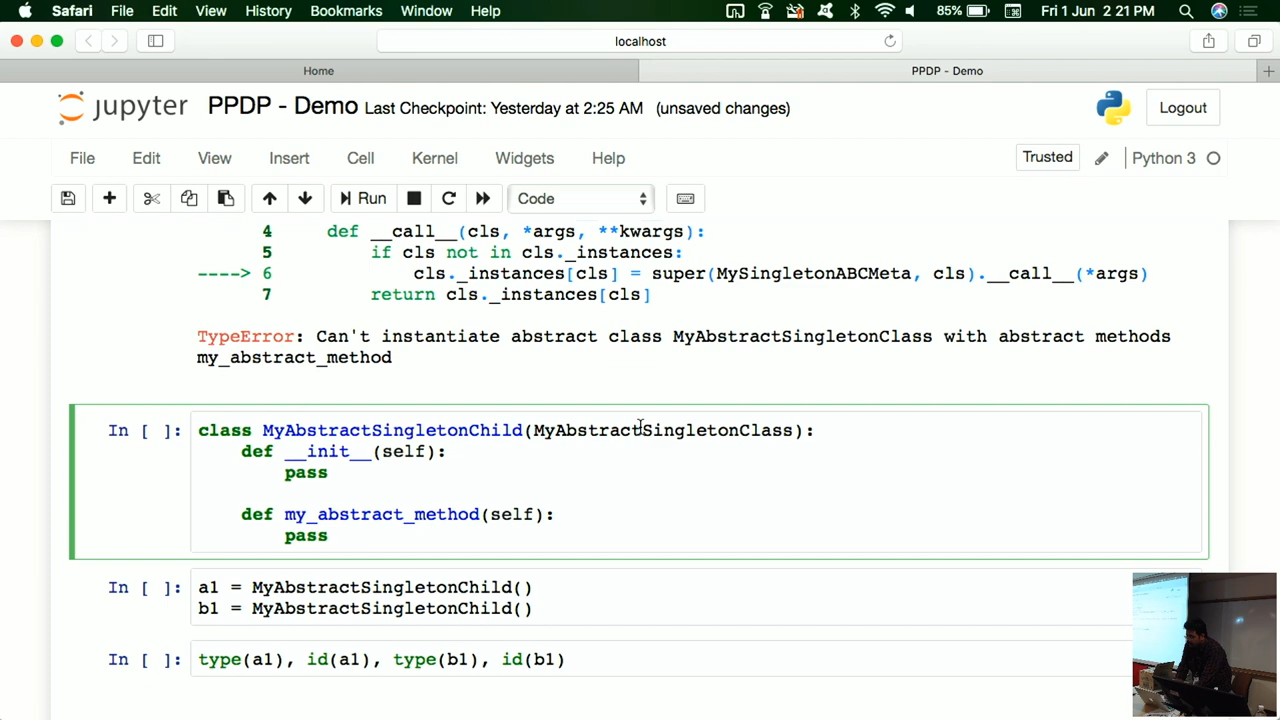 Safari File Edit View History Bookmarks Window Help 85% Fri 1 Jun 2 21 PM
localhost
Home PPDP - Demo
jupyter PPDP - Demo Last Checkpoint: Yesterday at 2:25 AM (unsaved changes) Logout
File Edit View Insert Cell Kernel Widgets Help Trusted Python 3
Run Code
4 def __call__(cls, *args, **kwargs):
5 if cls not in cls._instances:
----> 6 cls._instances[cls] = super(MySingletonABCMeta, cls).__call__(*args)
7 return cls._instances[cls]
TypeError: Can't instantiate abstract class MyAbstractSingletonClass with abstract methods
my_abstract_method
In [ ]: class MyAbstractSingletonChild(MyAbstractSingletonClass):
def __init__(self):
pass
def my_abstract_method(self):
pass
In [ ]: a1 = MyAbstractSingletonChild()
b1 = MyAbstractSingletonChild()
In [ ]: type(a1), id(a1), type(b1), id(b1)